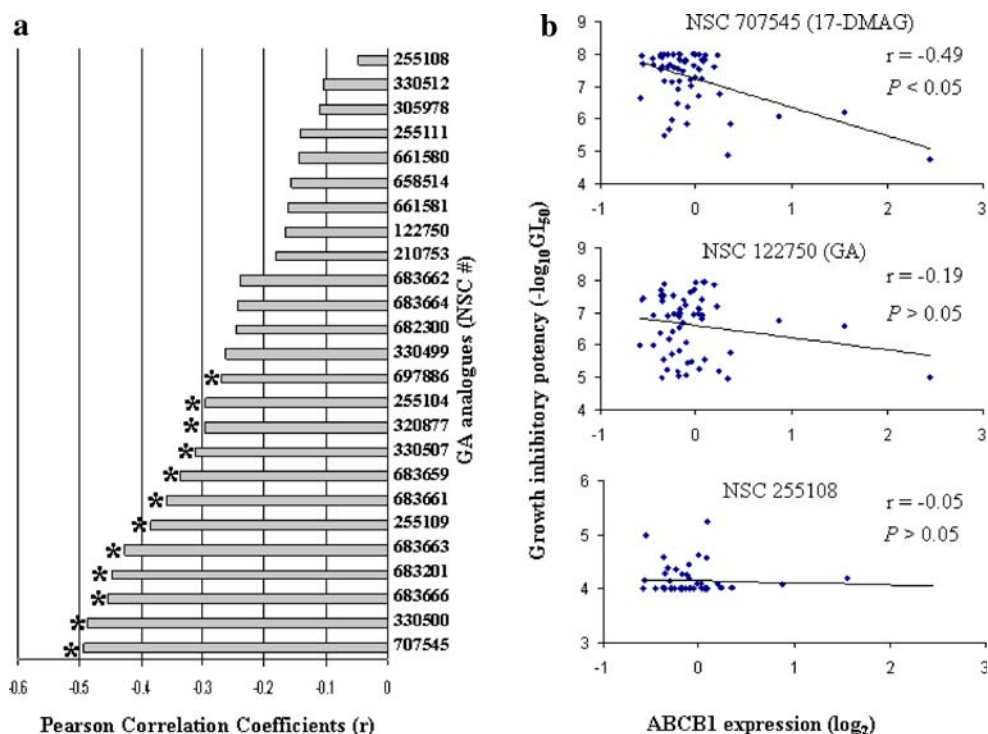 a
255108
330512
305978
255111
661580
658514
661581
122750
210753
683662
683664
682300
330499
697886
*
255104
*
320877
*
330507
*
683659
*
683661
*
255109
*
683663
*
683201
*
683666
*
330500
*
707545
*
GA analogues (NSC #)
-0.6 -0.5 -0.4 -0.3 -0.2 -0.1 0
Pearson Correlation Coefficients (r)
b
Growth inhibitory potency (-log10GI50)
NSC 707545 (17-DMAG)
r = -0.49
P < 0.05
9
8
7
6
5
4
-1 0 1 2 3
NSC 122750 (GA)
r = -0.19
P > 0.05
9
8
7
6
5
4
-1 0 1 2 3
NSC 255108
r = -0.05
P > 0.05
6
5
4
3
-1 0 1 2 3
ABCB1 expression (log2)